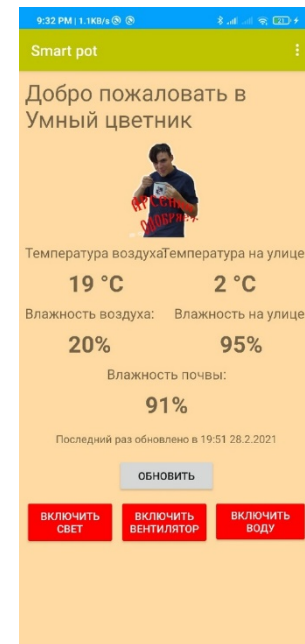 9:32 PM | 1.1KB/s
Smart pot
Добро пожаловать в
Умный цветник
АРСЕНИЙ
ОДОБРЯЕТ
Температура воздуха Температура на улице
19 °C 2 °C
Влажность воздуха: Влажность на улице
20% 95%
Влажность почвы:
91%
Последний раз обновлено в 19:51 28.2.2021
ОБНОВИТЬ
ВКЛЮЧИТЬ СВЕТ
ВКЛЮЧИТЬ ВЕНТИЛЯТОР
ВКЛЮЧИТЬ ВОДУ